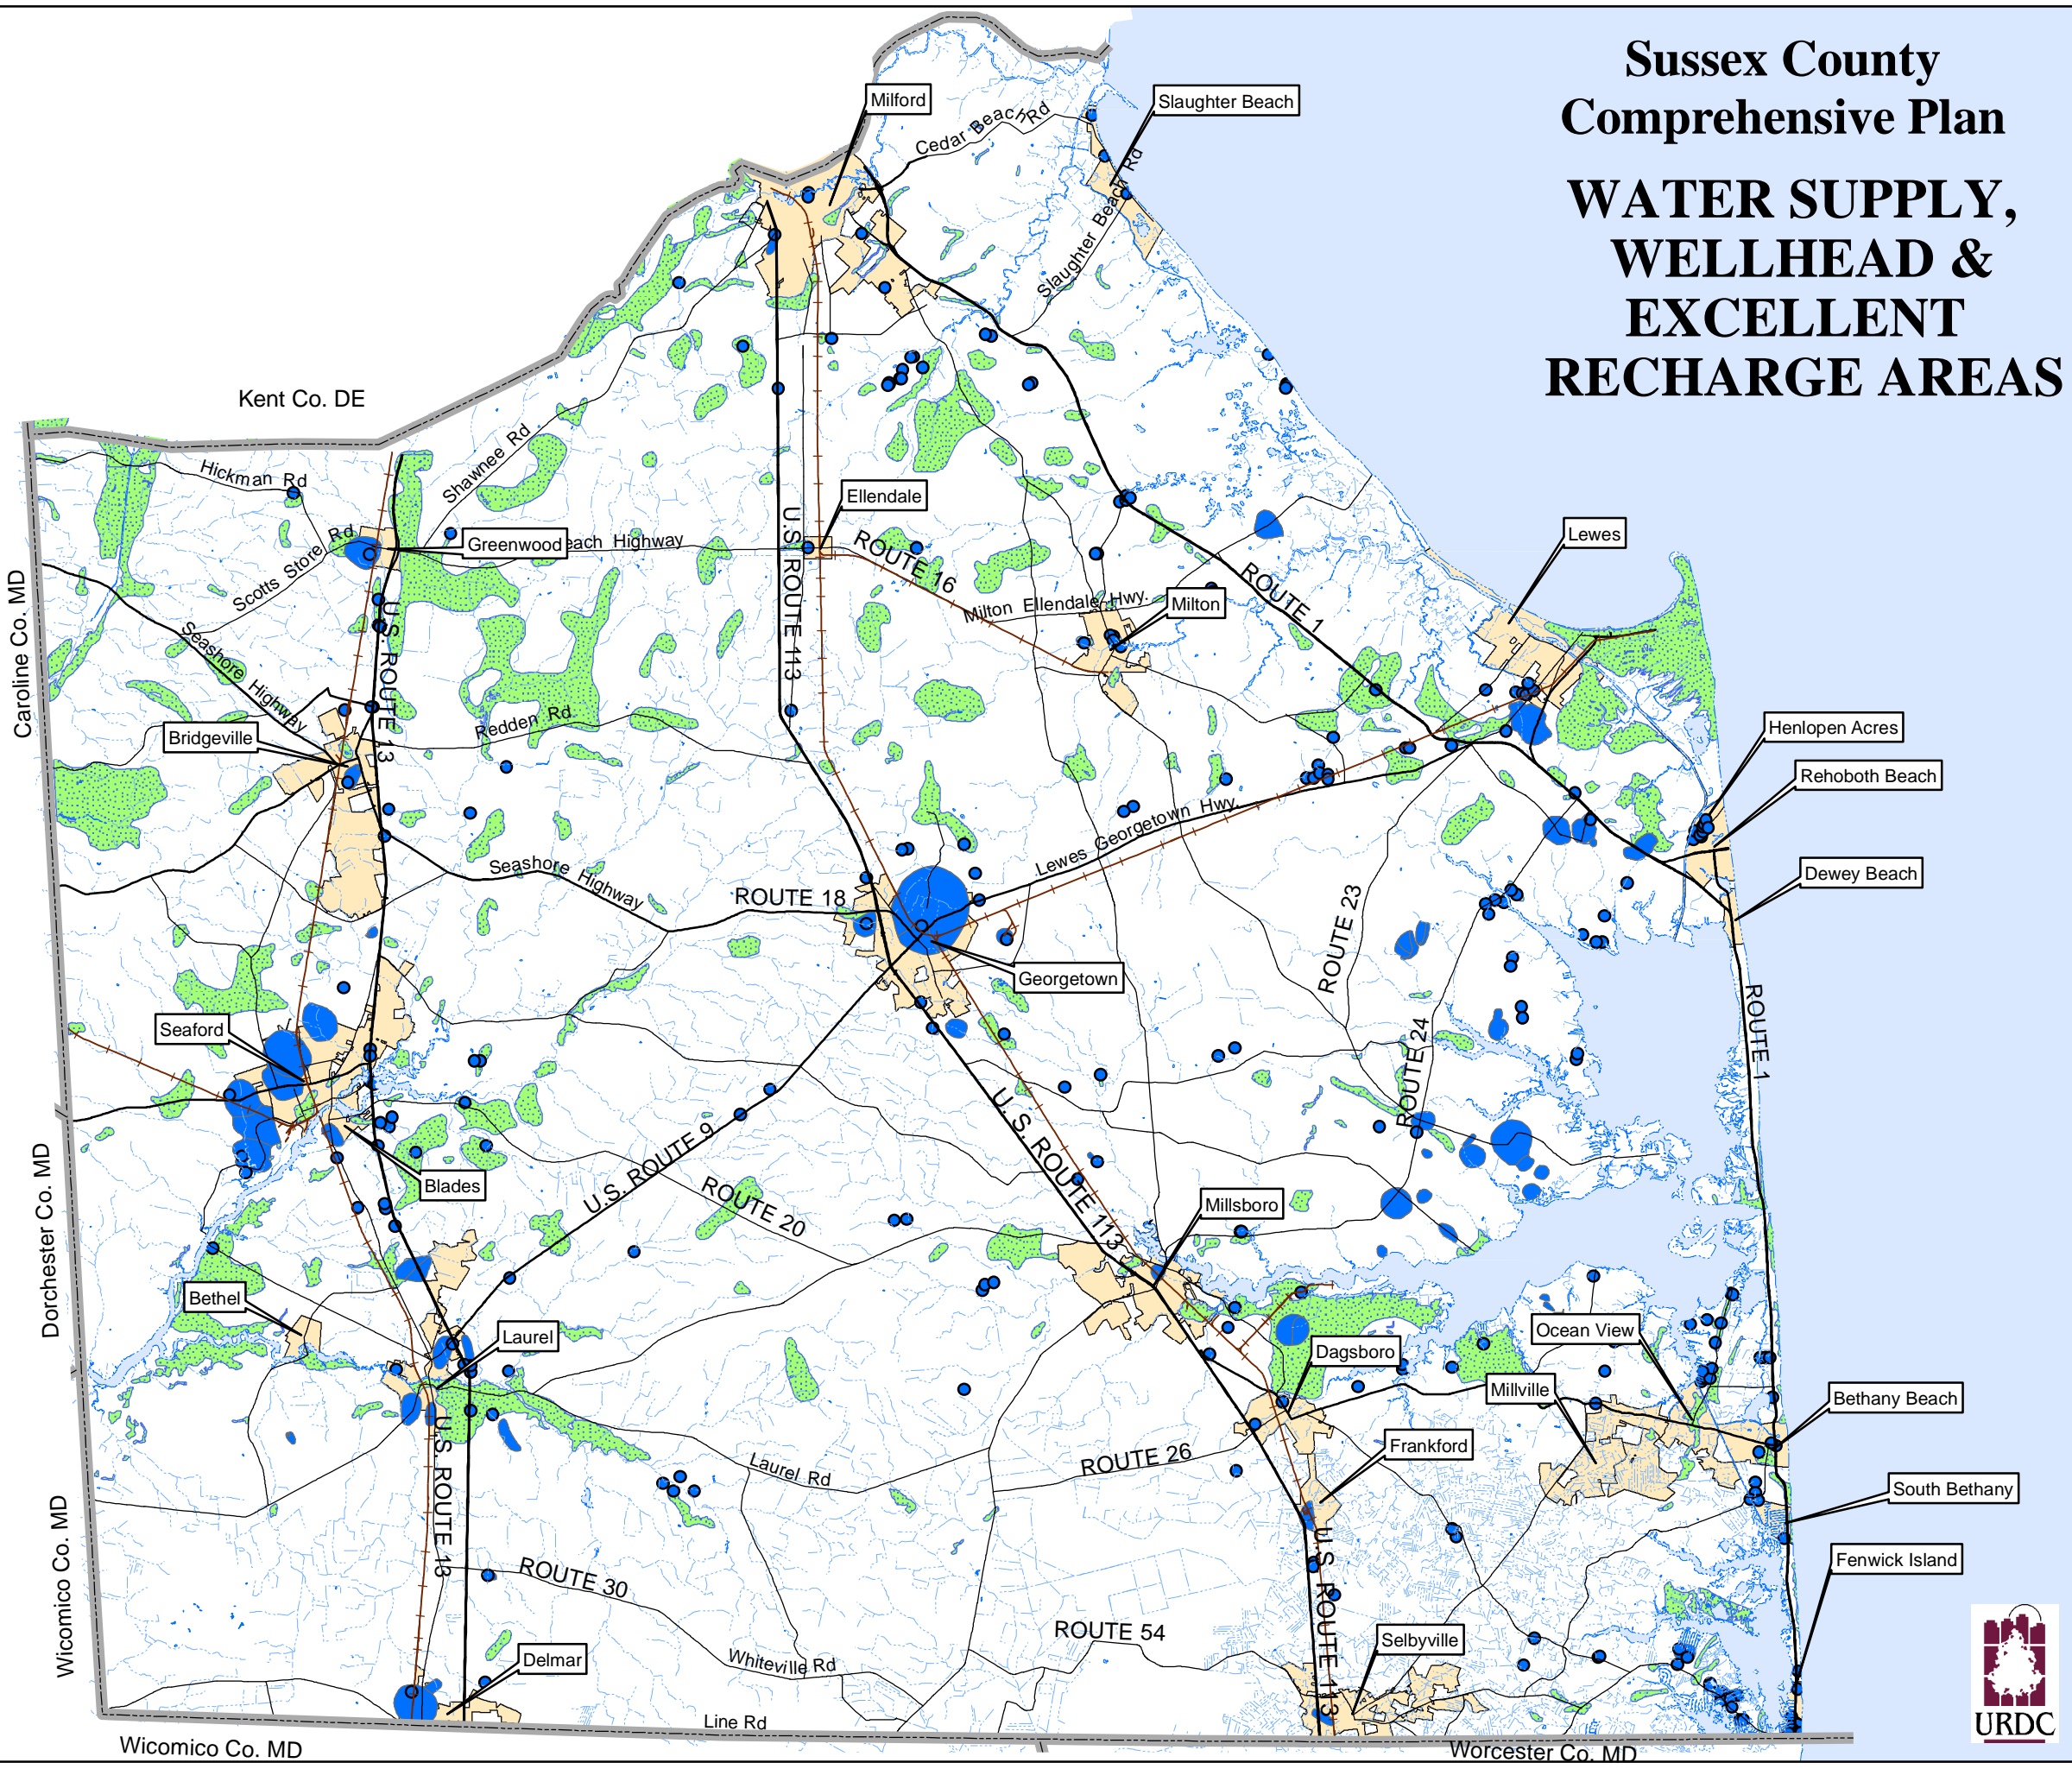 Sussex County
Comprehensive Plan
WATER SUPPLY,
WELLHEAD &
EXCELLENT
RECHARGE AREAS
Milford
Slaughter Beach
Cedar Beach Rd
Slaughter Beach Rd
Kent Co. DE
Hickman Rd
Shawnee Rd
Ellendale
Greenwood
each Highway
Scotts Store Rd
U.S. ROUTE 113
ROUTE 16
Milton Ellendale Hwy.
Milton
ROUTE 1
Lewes
Caroline Co. MD
Seashore Highway
U.S. ROUTE 13
Redden Rd
Bridgeville
Henlopen Acres
Rehoboth Beach
Lewes Georgetown Hwy.
Seashore Highway
ROUTE 18
Dewey Beach
ROUTE 23
Georgetown
Seaford
ROUTE 24
ROUTE 1
U. S. ROUTE 113
U.S. ROUTE 9
Blades
ROUTE 20
Millsboro
Dorchester Co. MD
Bethel
Laurel
Ocean View
Dagsboro
Millville
Bethany Beach
Frankford
Laurel Rd
ROUTE 26
U.S. ROUTE 13
South Bethany
Wicomico Co. MD
Fenwick Island
ROUTE 30
U.S ROUTE 113
ROUTE 54
Selbyville
Delmar
Whiteville Rd
Line Rd
Wicomico Co. MD
Worcester Co. MD
URDC